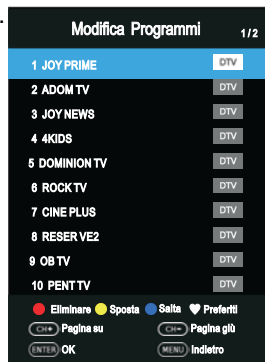 Modifica Programmi 1/2
1 JOY PRIME DTV
2 ADOM TV DTV
3 JOY NEWS DTV
4 4KIDS DTV
5 DOMINION TV DTV
6 ROCK TV DTV
7 CINE PLUS DTV
8 RESER VE2 DTV
9 OB TV DTV
10 PENT TV DTV
Eliminare Sposta Salta Preferiti
CH+ Pagina su CH- Pagina giù
ENTER OK MENU Indietro